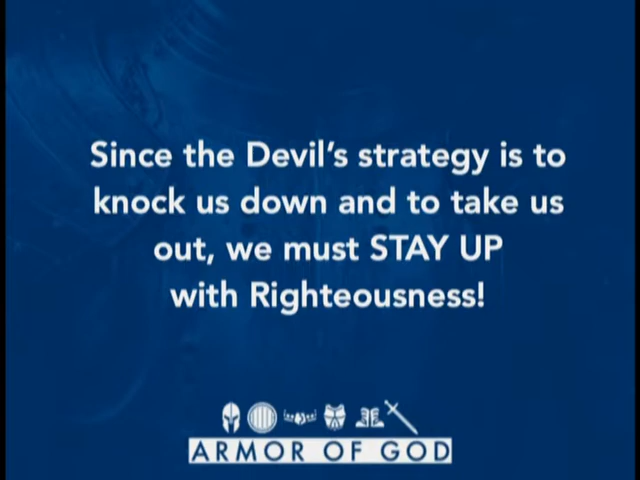 Since the Devil's strategy is to
knock us down and to take us
out, we must STAY UP
with Righteousness!
ARMOR OF GOD